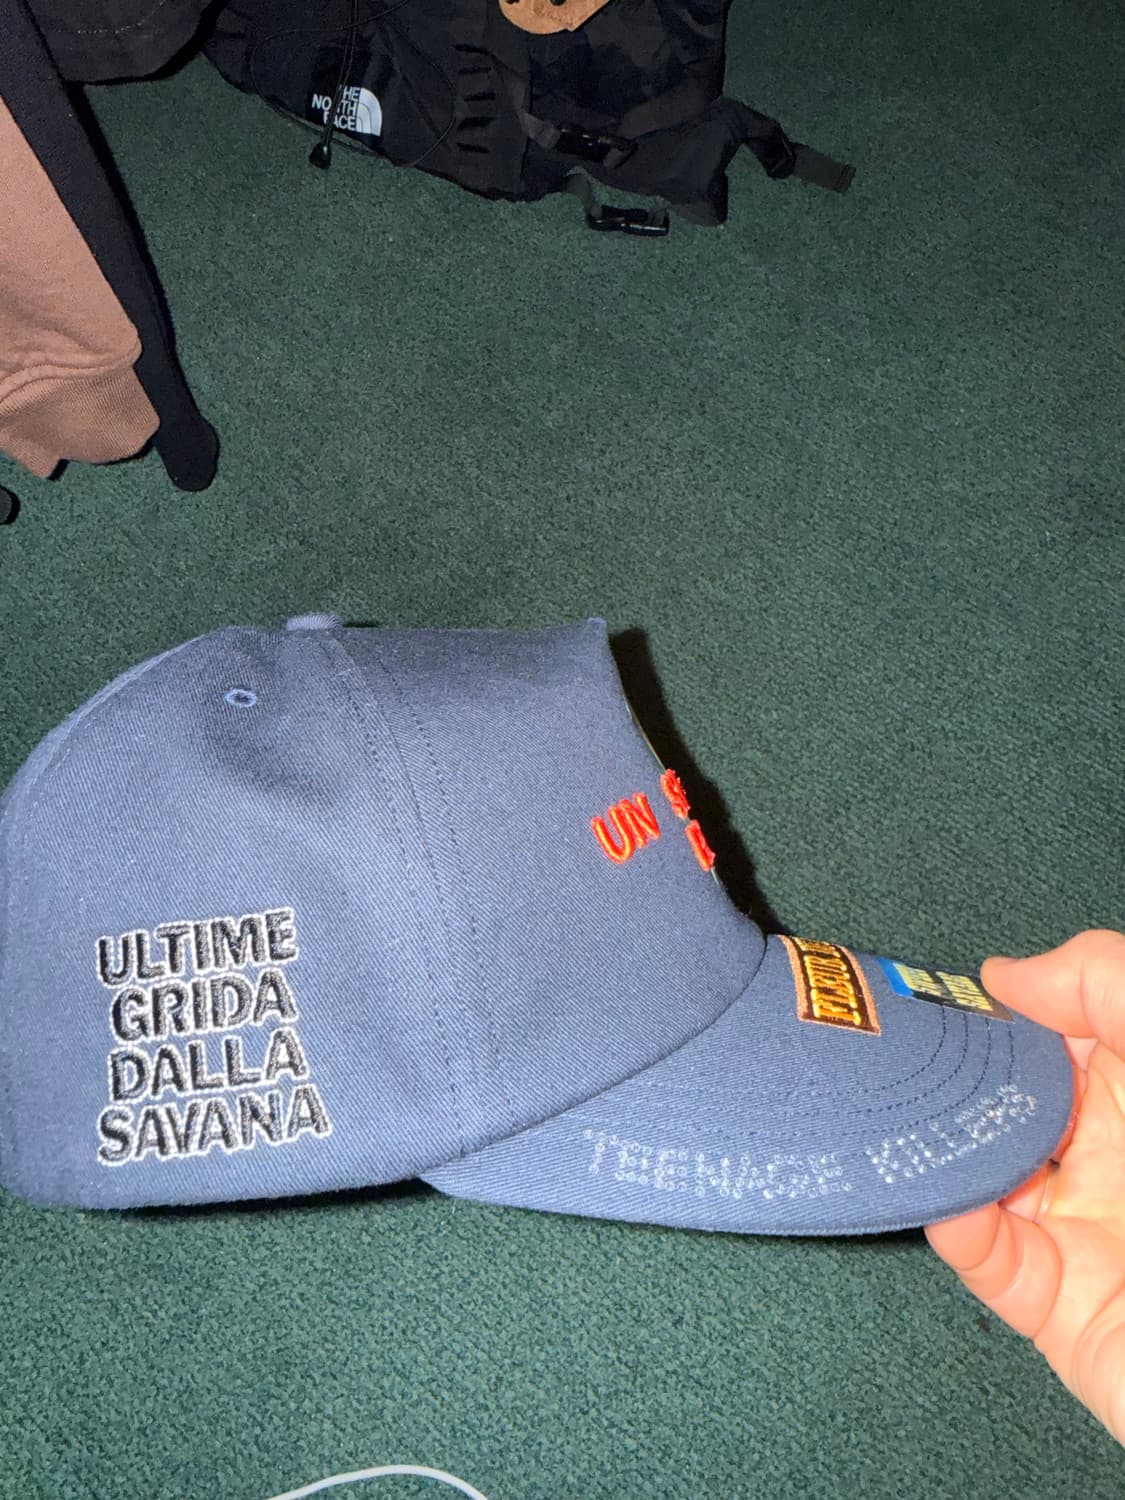 THE
NORTH
FACE
UN
ULTIME
GRIDA
DALLA
SAVANA
TEENAGE KILLERS